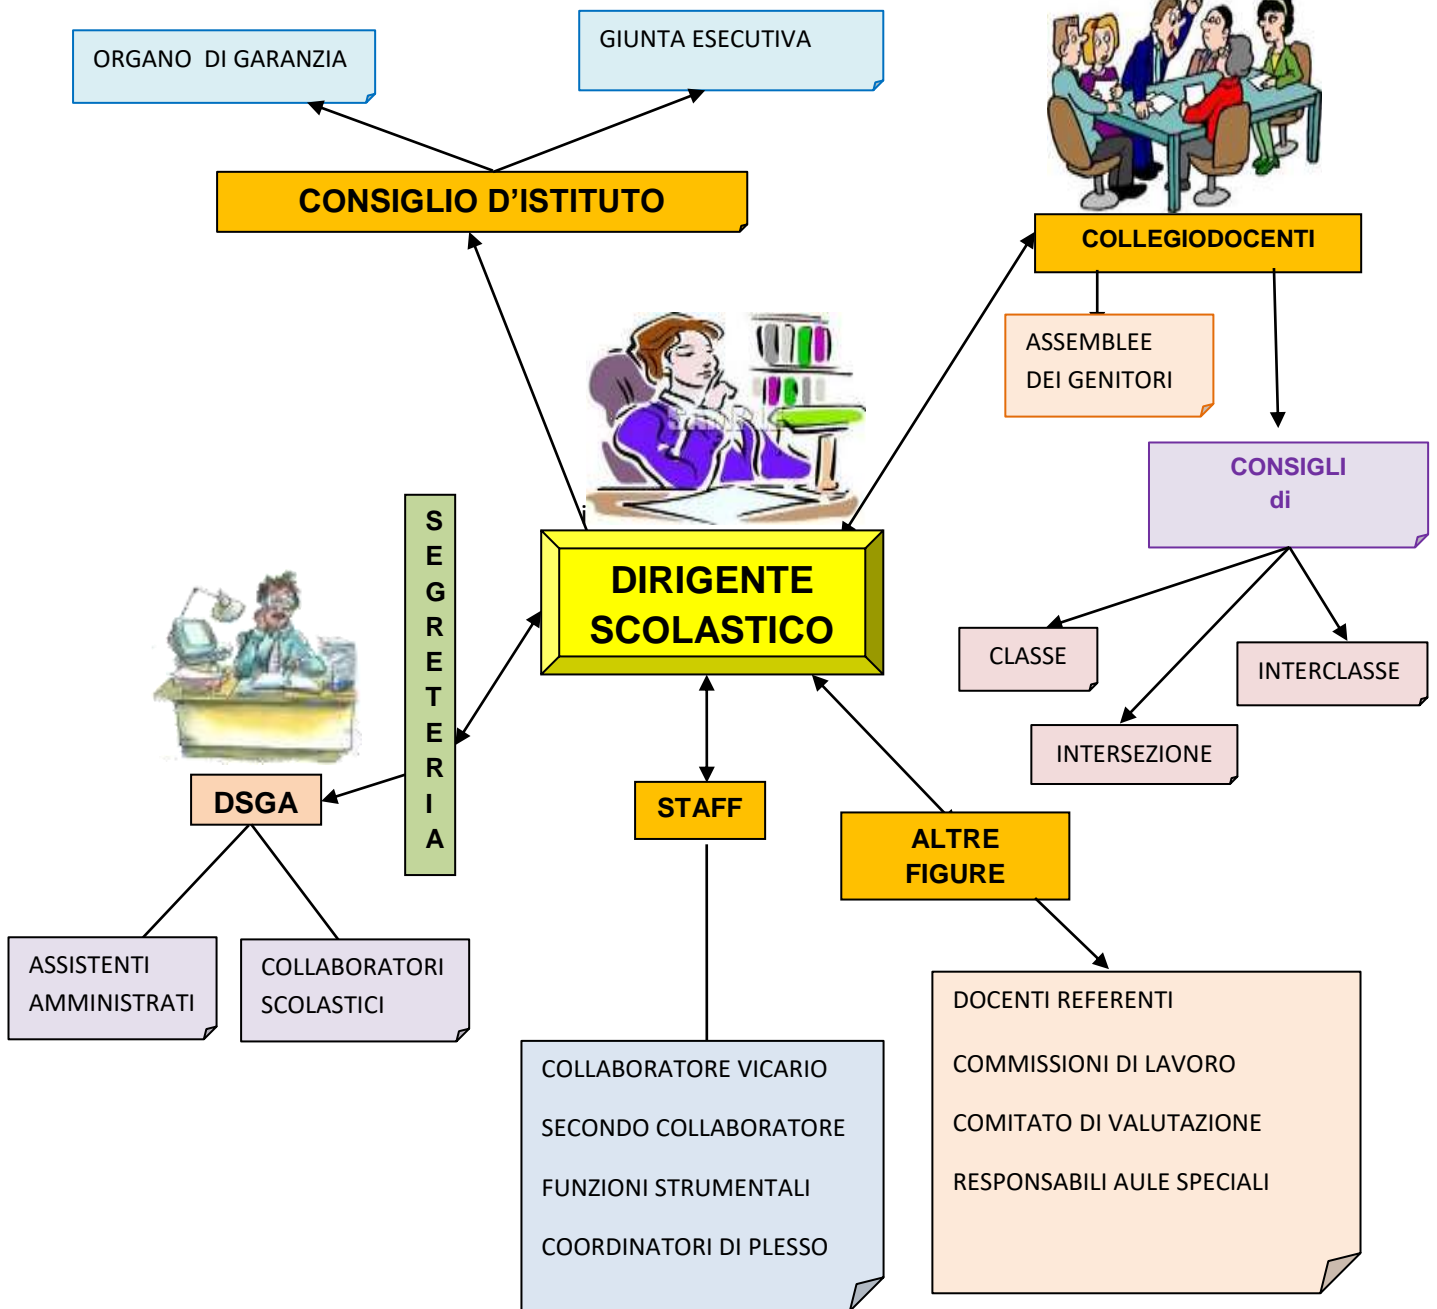 ORGANO DI GARANZIA
GIUNTA ESECUTIVA
CONSIGLIO D'ISTITUTO
COLLEGIODOCENTI
ASSEMBLEE
DEI GENITORI
CONSIGLI
di
CLASSE
INTERCLASSE
INTERSEZIONE
i
DIRIGENTE
SCOLASTICO
S
E
G
R
E
T
E
R
I
A
DSGA
STAFF
ALTRE
FIGURE
ASSISTENTI
AMMINISTRATI
COLLABORATORI
SCOLASTICI
COLLABORATORE VICARIO
SECONDO COLLABORATORE
FUNZIONI STRUMENTALI
COORDINATORI DI PLESSO
DOCENTI REFERENTI
COMMISSIONI DI LAVORO
COMITATO DI VALUTAZIONE
RESPONSABILI AULE SPECIALI